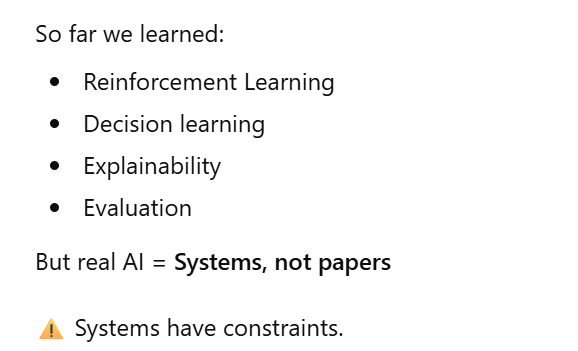 So far we learned:
• Reinforcement Learning
• Decision learning
• Explainability
• Evaluation
But real AI = Systems, not papers
⚠️ Systems have constraints.